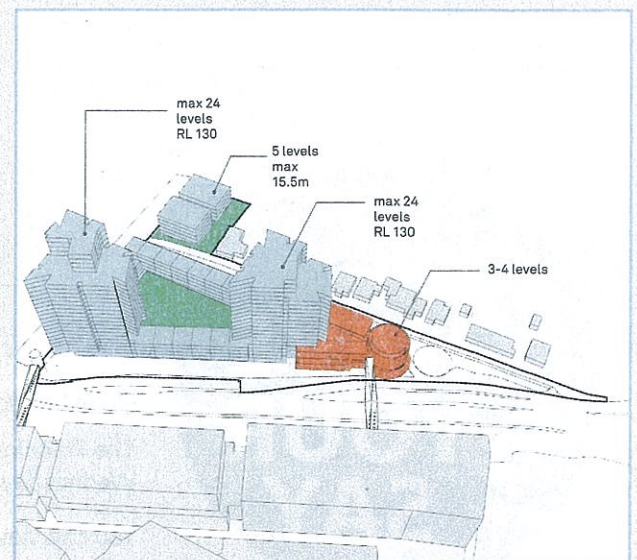 max 24
levels
RL 130
5 levels
max
15.5m
max 24
levels
RL 130
3-4 levels